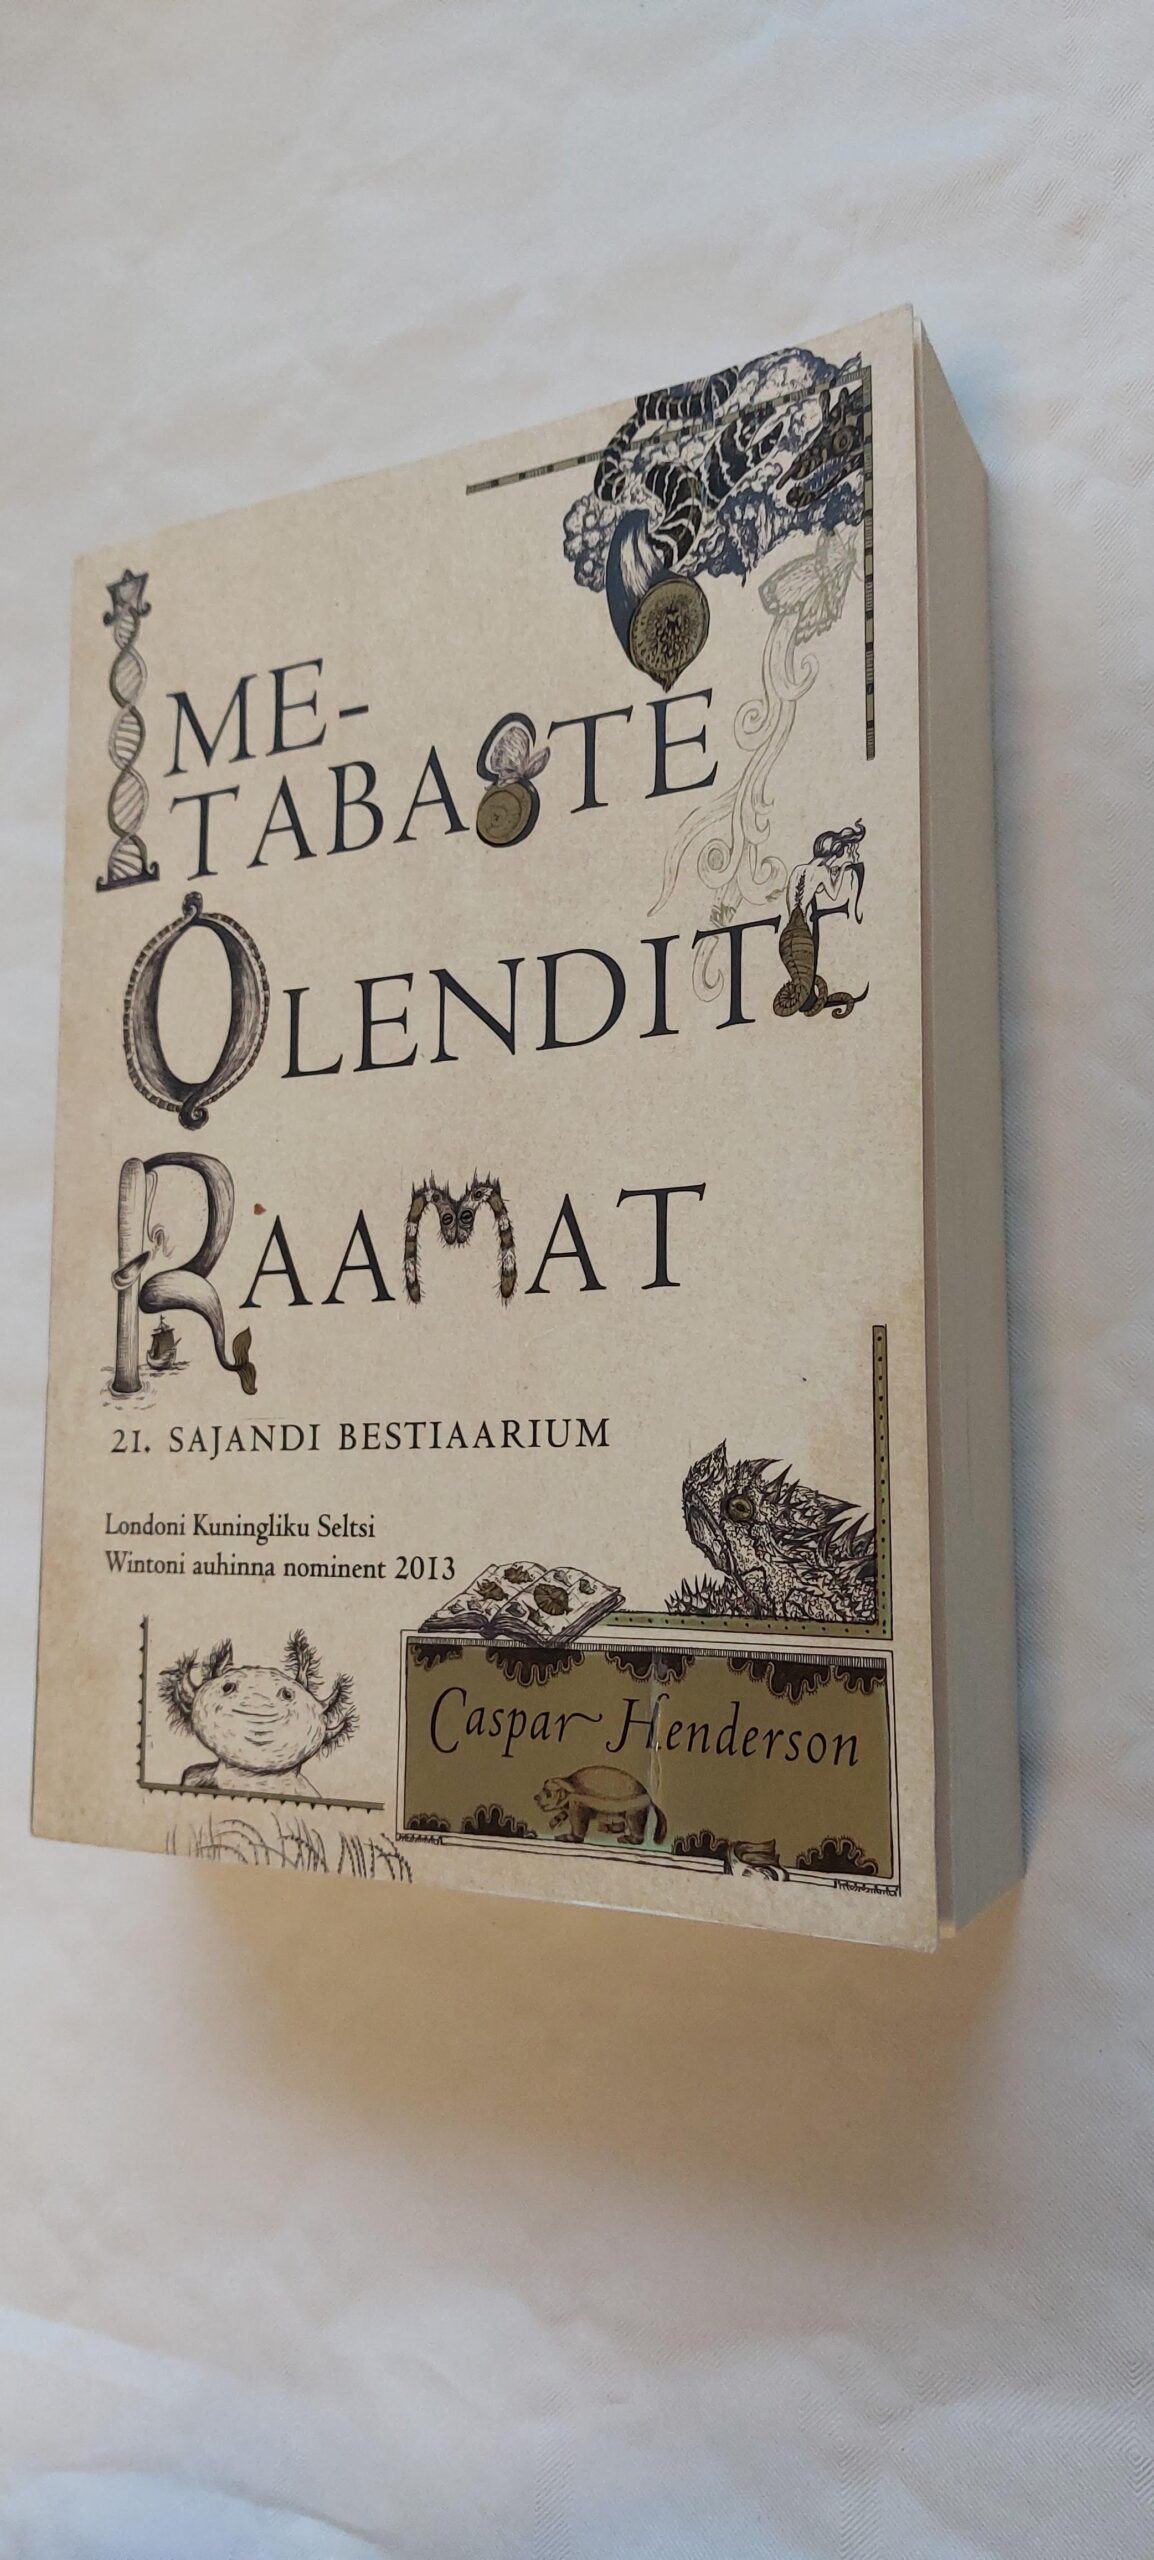 IME-
TABASTE
OLENDITE
RAAMAT
21. SAJANDI BESTIAARIUM
Londoni Kuningliku Seltsi
Wintoni auhinna nominent 2013
Caspar Henderson